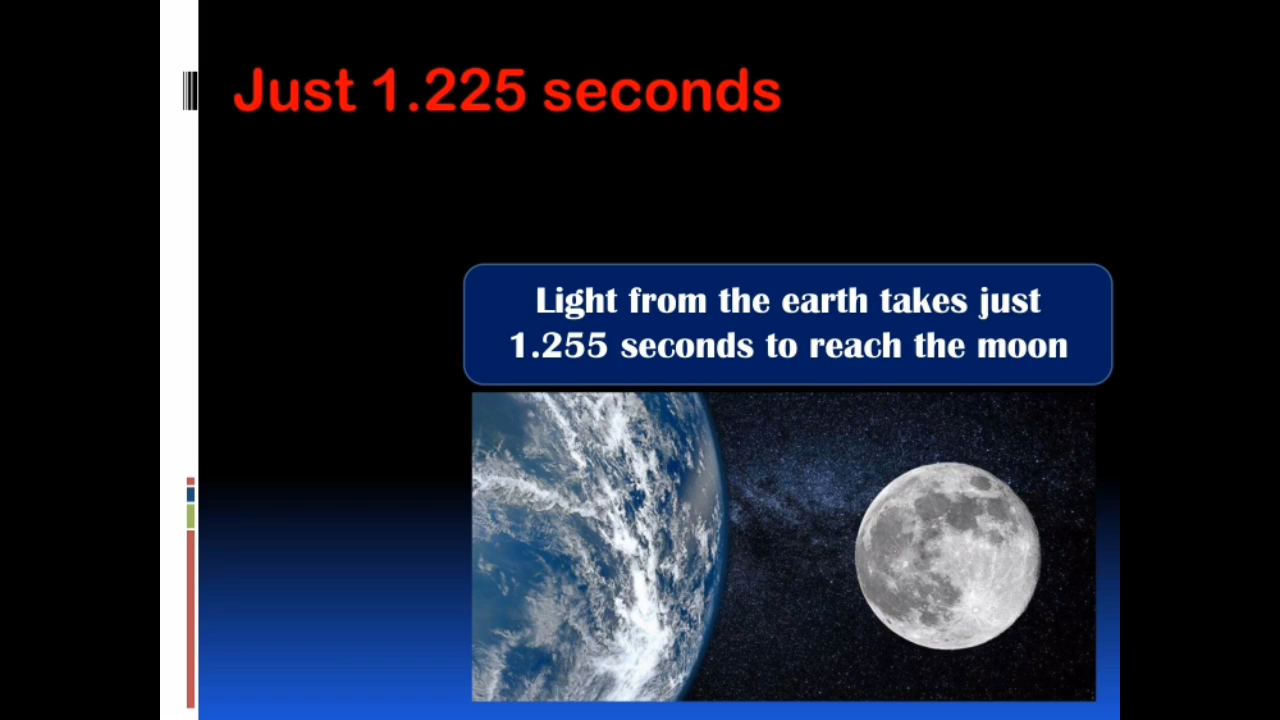 Just 1.225 seconds
Light from the earth takes just
1.255 seconds to reach the moon